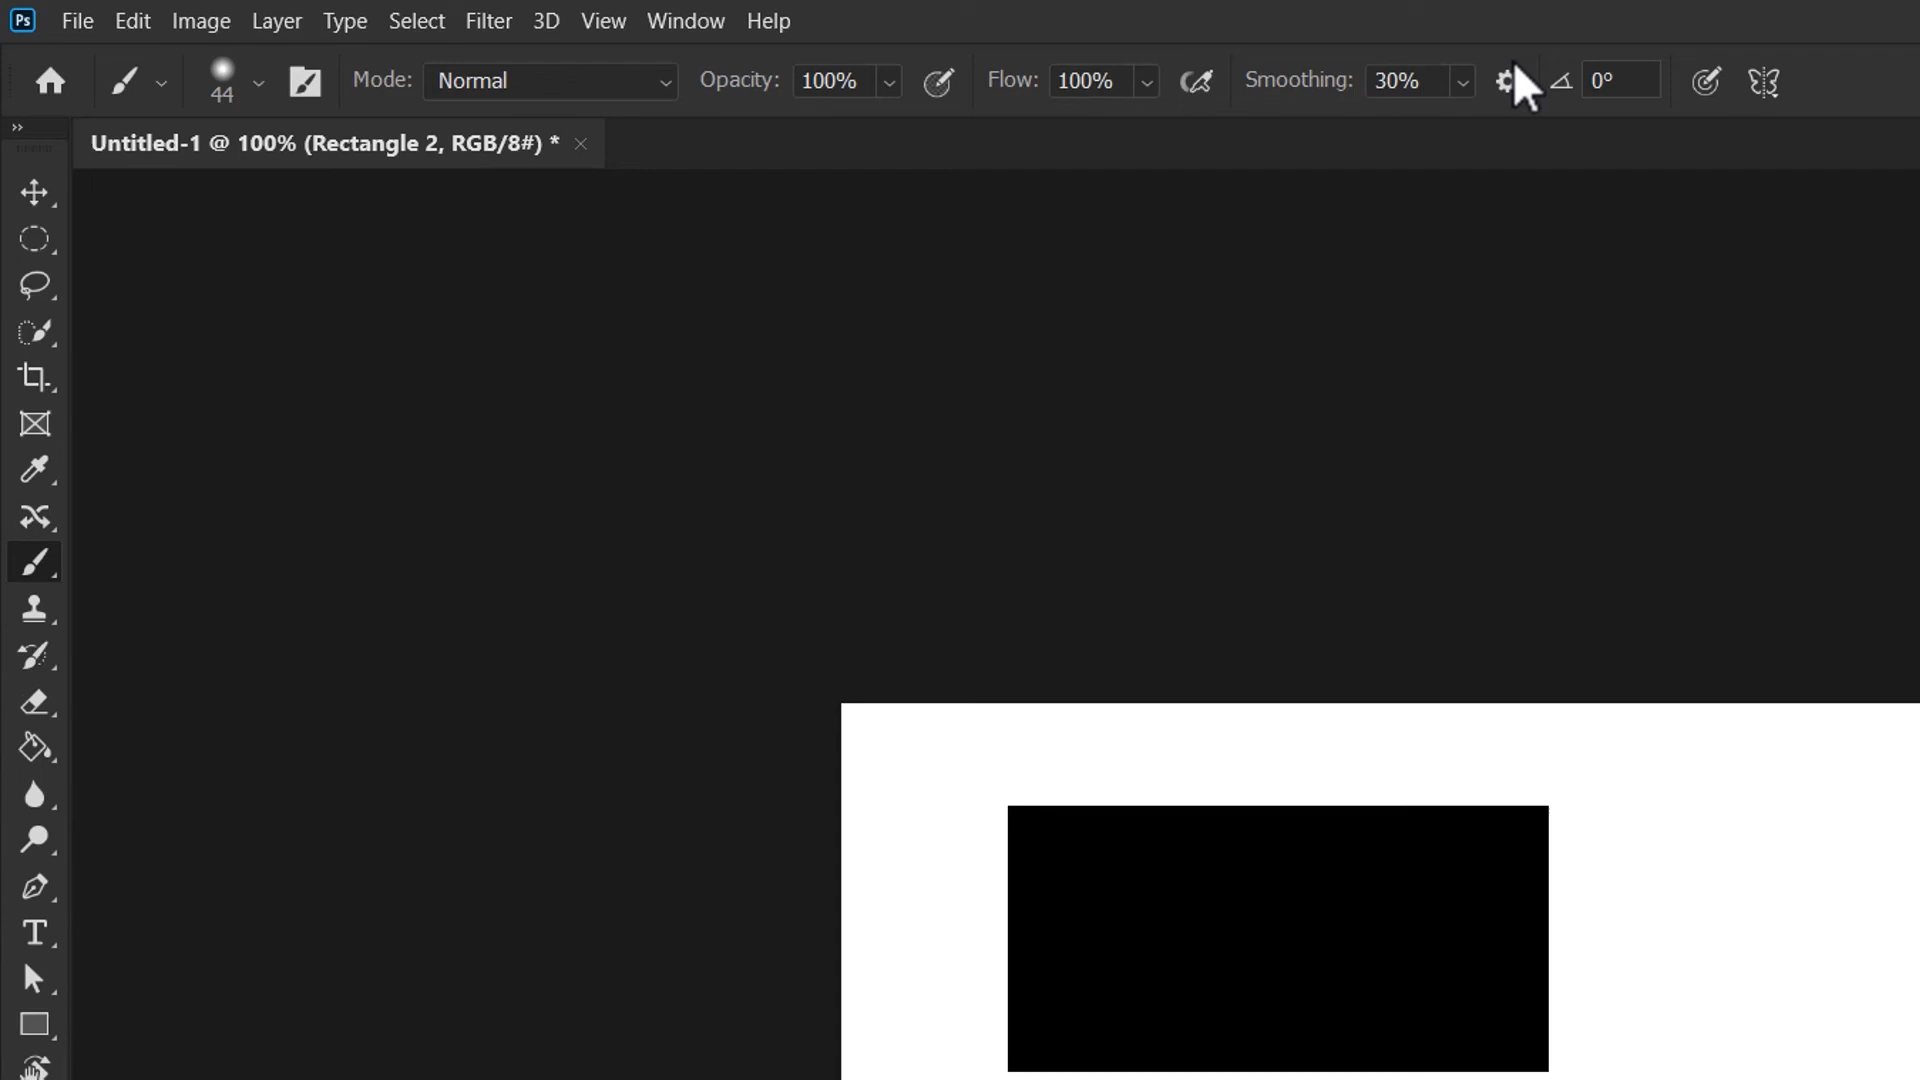 Ps File Edit Image Layer Type Select Filter 3D View Window Help
44 Mode: Normal Opacity: 100% Flow: 100% Smoothing: 30% 0°
Untitled-1 @ 100% (Rectangle 2, RGB/8#) *